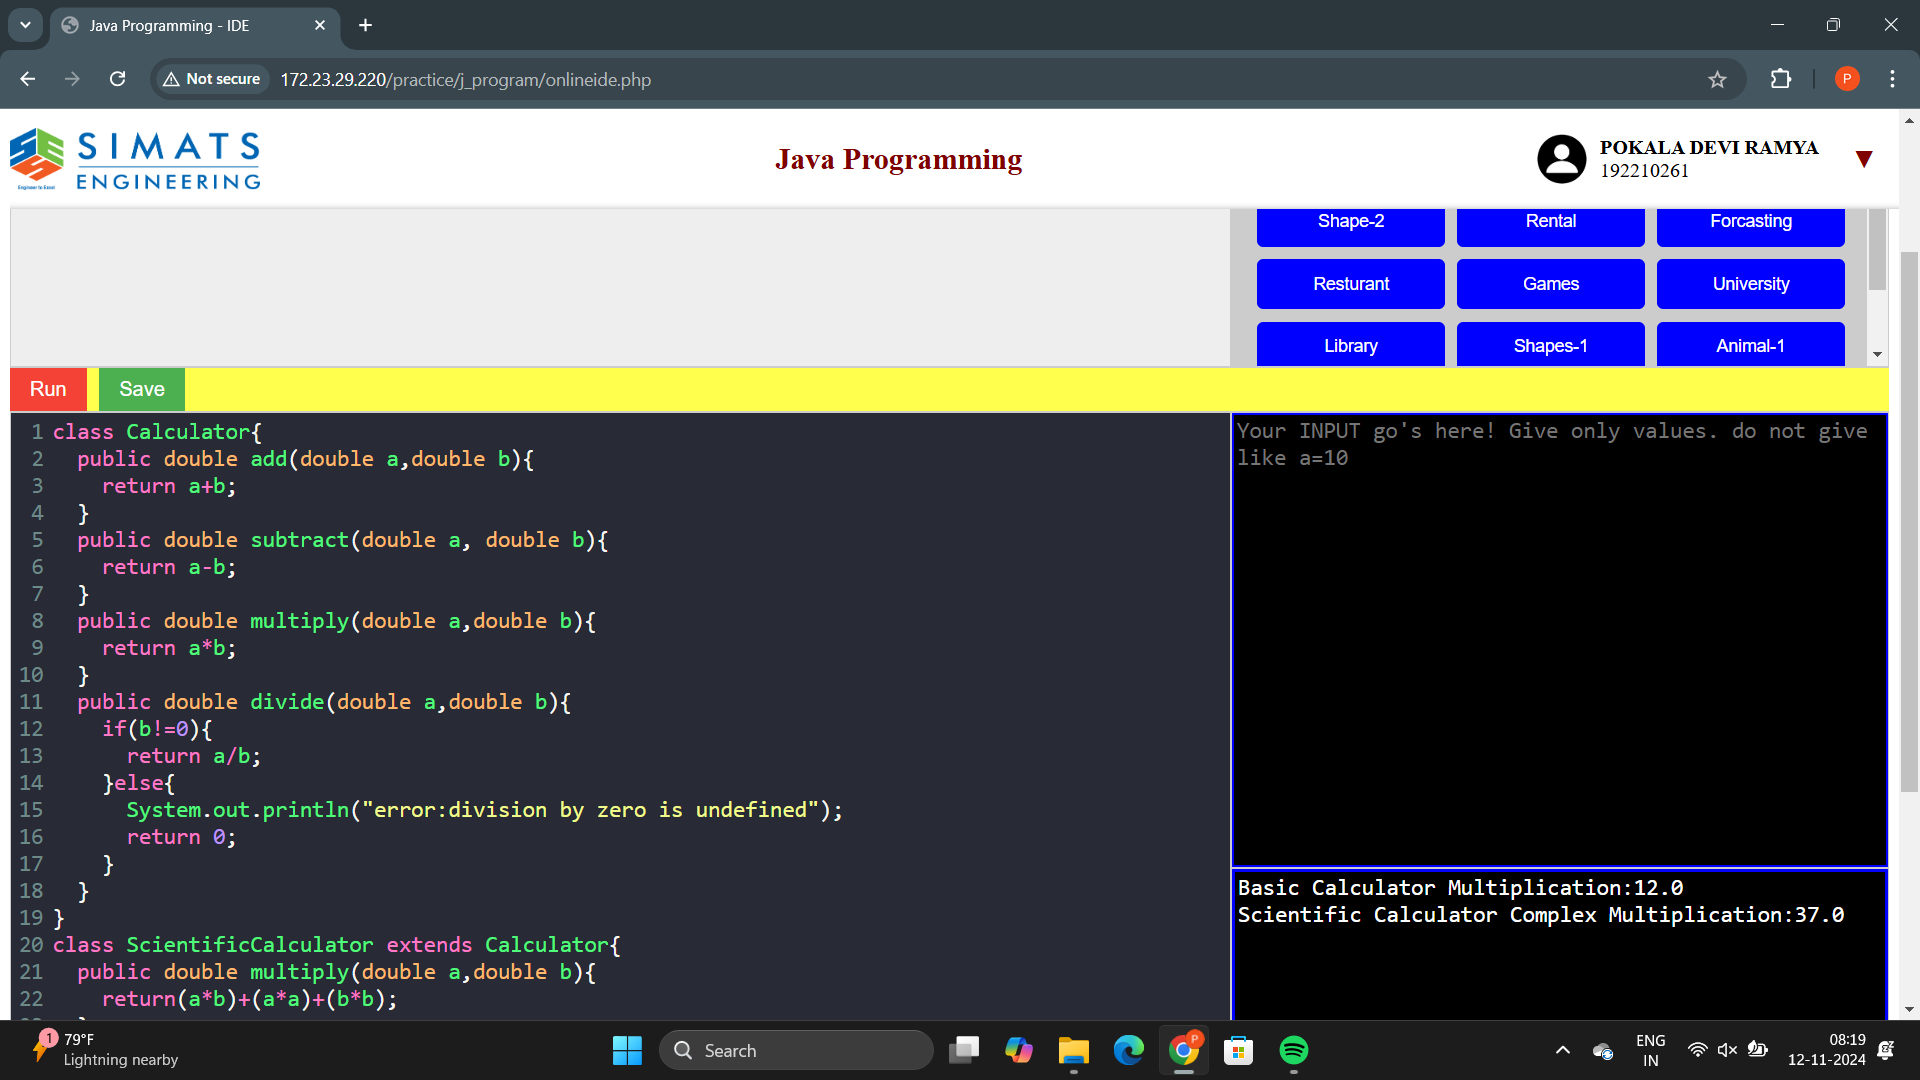 Java Programming - IDE
Not secure
172.23.29.220/practice/j_program/onlineide.php
P
SIMATS
ENGINEERING
Engineer to Excel
Java Programming
POKALA DEVI RAMYA
192210261
Shape-2
Rental
Forcasting
Resturant
Games
University
Library
Shapes-1
Animal-1
Run
Save
1 class Calculator{
2 public double add(double a,double b){
3 return a+b;
4 }
5 public double subtract(double a, double b){
6 return a-b;
7 }
8 public double multiply(double a,double b){
9 return a*b;
10 }
11 public double divide(double a,double b){
12 if(b!=0){
13 return a/b;
14 }else{
15 System.out.println("error:division by zero is undefined");
16 return 0;
17 }
18 }
19 }
20 class ScientificCalculator extends Calculator{
21 public double multiply(double a,double b){
22 return(a*b)+(a*a)+(b*b);
Your INPUT go's here! Give only values. do not give
like a=10
Basic Calculator Multiplication:12.0
Scientific Calculator Complex Multiplication:37.0
1
79°F
Lightning nearby
Search
P
ENG
IN
08:19
12-11-2024